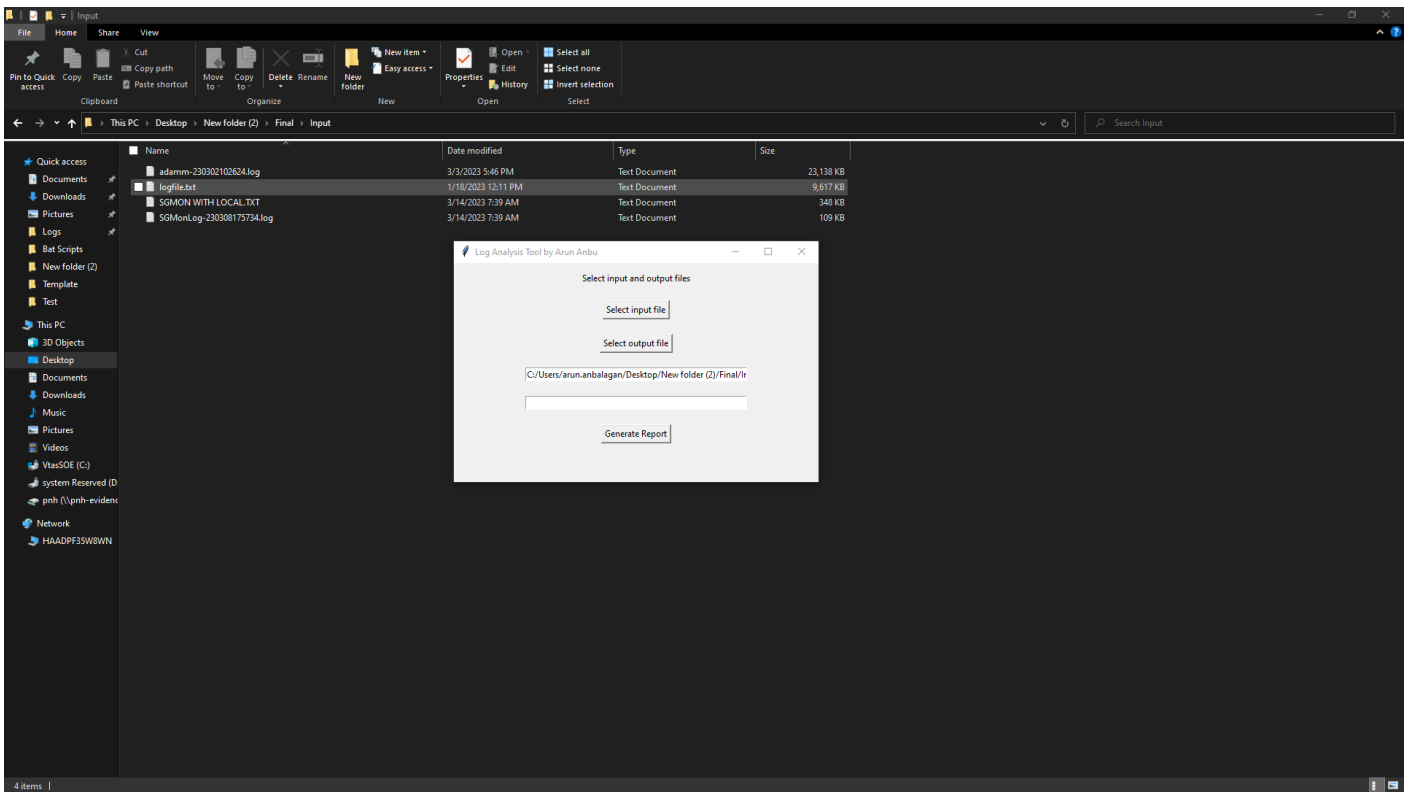 Input
File Home Share View
Pin to Quick access
Copy
Paste
Cut
Copy path
Paste shortcut
Clipboard
Move to
Copy to
Delete
Rename
Organize
New folder
New item
Easy access
New
Properties
Open
Edit
History
Open
Select all
Select none
Invert selection
Select
This PC > Desktop > New folder (2) > Final > Input
Search Input
Quick access
Documents
Downloads
Pictures
Logs
Bat Scripts
New folder (2)
Template
Test
This PC
3D Objects
Desktop
Documents
Downloads
Music
Pictures
Videos
VtasSOE (C:)
system Reserved (D:
pnh (\\pnh-evidenc
Network
HAADPF35W8WN
Name Date modified Type Size
adamm-230302102624.log 3/3/2023 5:46 PM Text Document 23,138 KB
logfile.txt 1/18/2023 12:11 PM Text Document 9,617 KB
SGMON WITH LOCAL.TXT 3/14/2023 7:39 AM Text Document 348 KB
SGMonLog-230308175734.log 3/14/2023 7:39 AM Text Document 109 KB
Log Analysis Tool by Arun Anbu
Select input and output files
Select input file
Select output file
C:/Users/arun.anbalagan/Desktop/New folder (2)/Final/Ir
Generate Report
4 items